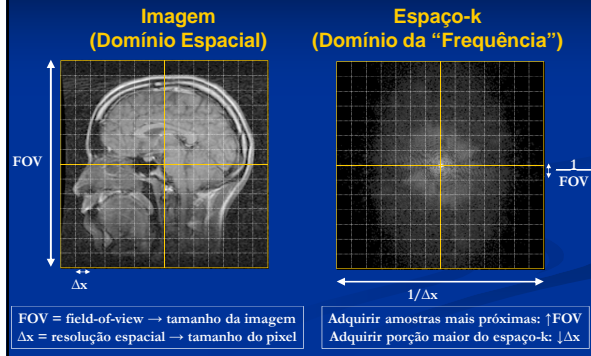 Imagem
(Domínio Espacial)
Espaço-k
(Domínio da “Frequência”)
FOV
1
FOV
Δx
1/Δx
FOV = field-of-view → tamanho da imagem
Δx = resolução espacial → tamanho do pixel
Adquirir amostras mais próximas: ↑FOV
Adquirir porção maior do espaço-k: ↓Δx